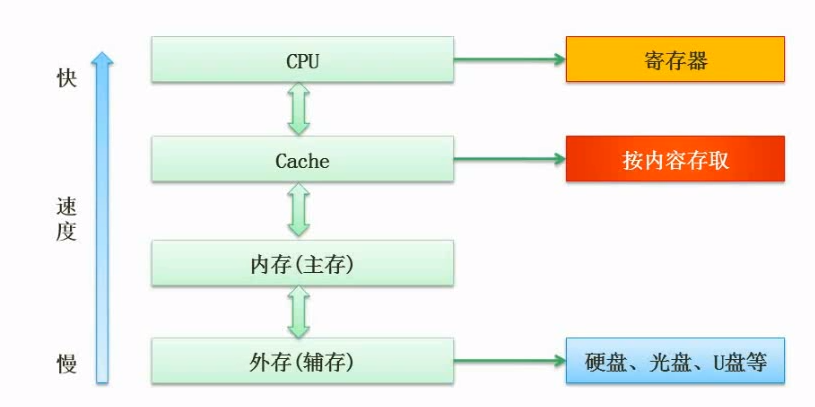 快
速
度
慢
CPU
寄存器
Cache
按内容存取
内存(主存)
外存(辅存)
硬盘、光盘、U盘等